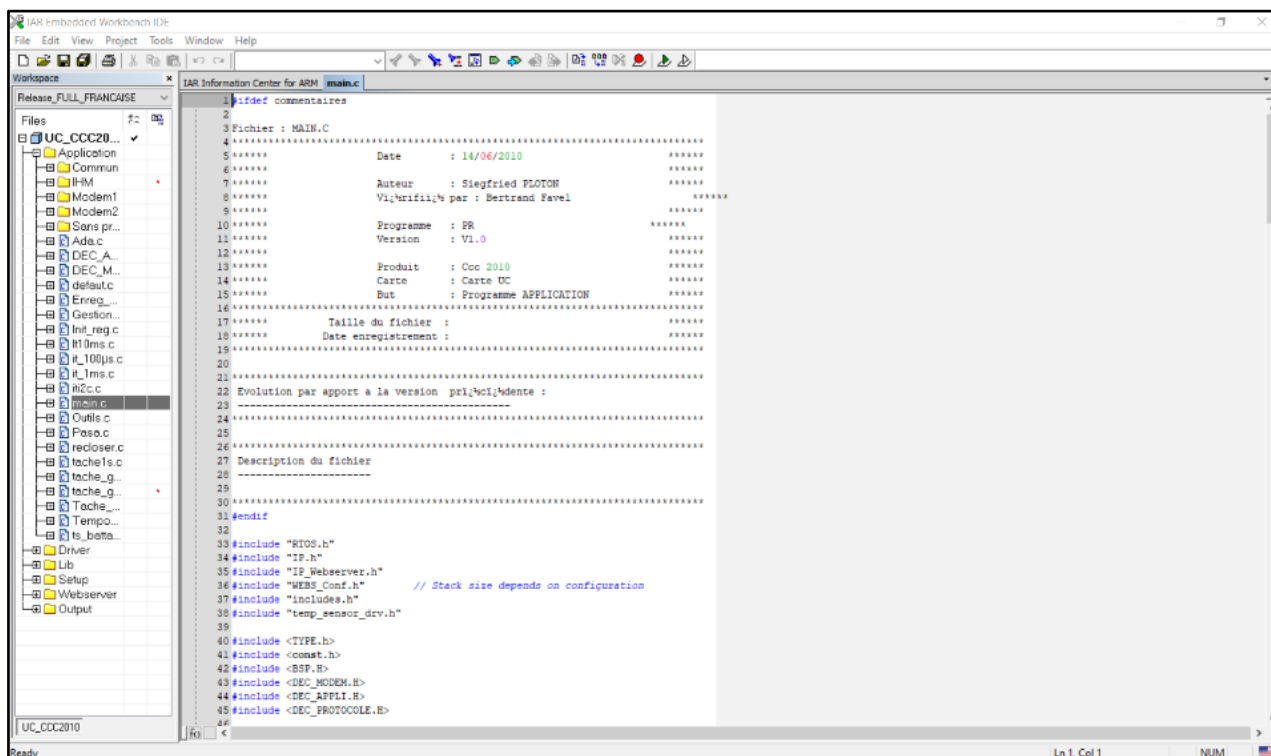 IAR Embedded Workbench IDE
File Edit View Project Tools Window Help
Workspace
IAR Information Center for ARM main.c
Release_FULL_FRANCAISE
Files
UC_CCC20...
Application
Commun
IHM
Modem1
Modem2
Sans pr...
Ada.c
DEC_A...
DEC_M...
defaut.c
Enreg_...
Gestion...
Init_reg.c
It10ms.c
it_100µs.c
it_1ms.c
iti2c.c
main.c
Outils.c
Pasa.c
recloser.c
tache1s.c
tache_g...
tache_g...
Tache_...
Tempo...
ts_batta...
Driver
Lib
Setup
Webserver
Output
UC_CCC2010
1 #ifdef commentaires
2
3 Fichier : MAIN.C
4 ******************************************************************************
5 ****** Date : 14/06/2010 ******
6 ****** ******
7 ****** Auteur : Siegfried PLOTON ******
8 ****** Vï¿½rifiï¿½ par : Bertrand Favel ******
9 ****** ******
10 ****** Programme : PR ******
11 ****** Version : V1.0 ******
12 ****** ******
13 ****** Produit : Ccc 2010 ******
14 ****** Carte : Carte UC ******
15 ****** But : Programme APPLICATION ******
16 ******************************************************************************
17 ****** Taille du fichier : ******
18 ****** Date enregistrement : ******
19 ******************************************************************************
20
21 ******************************************************************************
22 Evolution par apport a la version prï¿½cï¿½dente :
23 ---------------------------------------------
24 ******************************************************************************
25
26 ******************************************************************************
27 Description du fichier
28 ----------------------
29
30 ******************************************************************************
31 #endif
32
33 #include "RTOS.h"
34 #include "IP.h"
35 #include "IP_Webserver.h"
36 #include "WEBS_Conf.h" // Stack size depends on configuration
37 #include "includes.h"
38 #include "temp_sensor_drv.h"
39
40 #include <TYPE.h>
41 #include <const.h>
42 #include <BSP.H>
43 #include <DEC_MODEM.H>
44 #include <DEC_APPLI.H>
45 #include <DEC_PROTOCOLE.H>
46
Ready Ln 1, Col 1 NUM